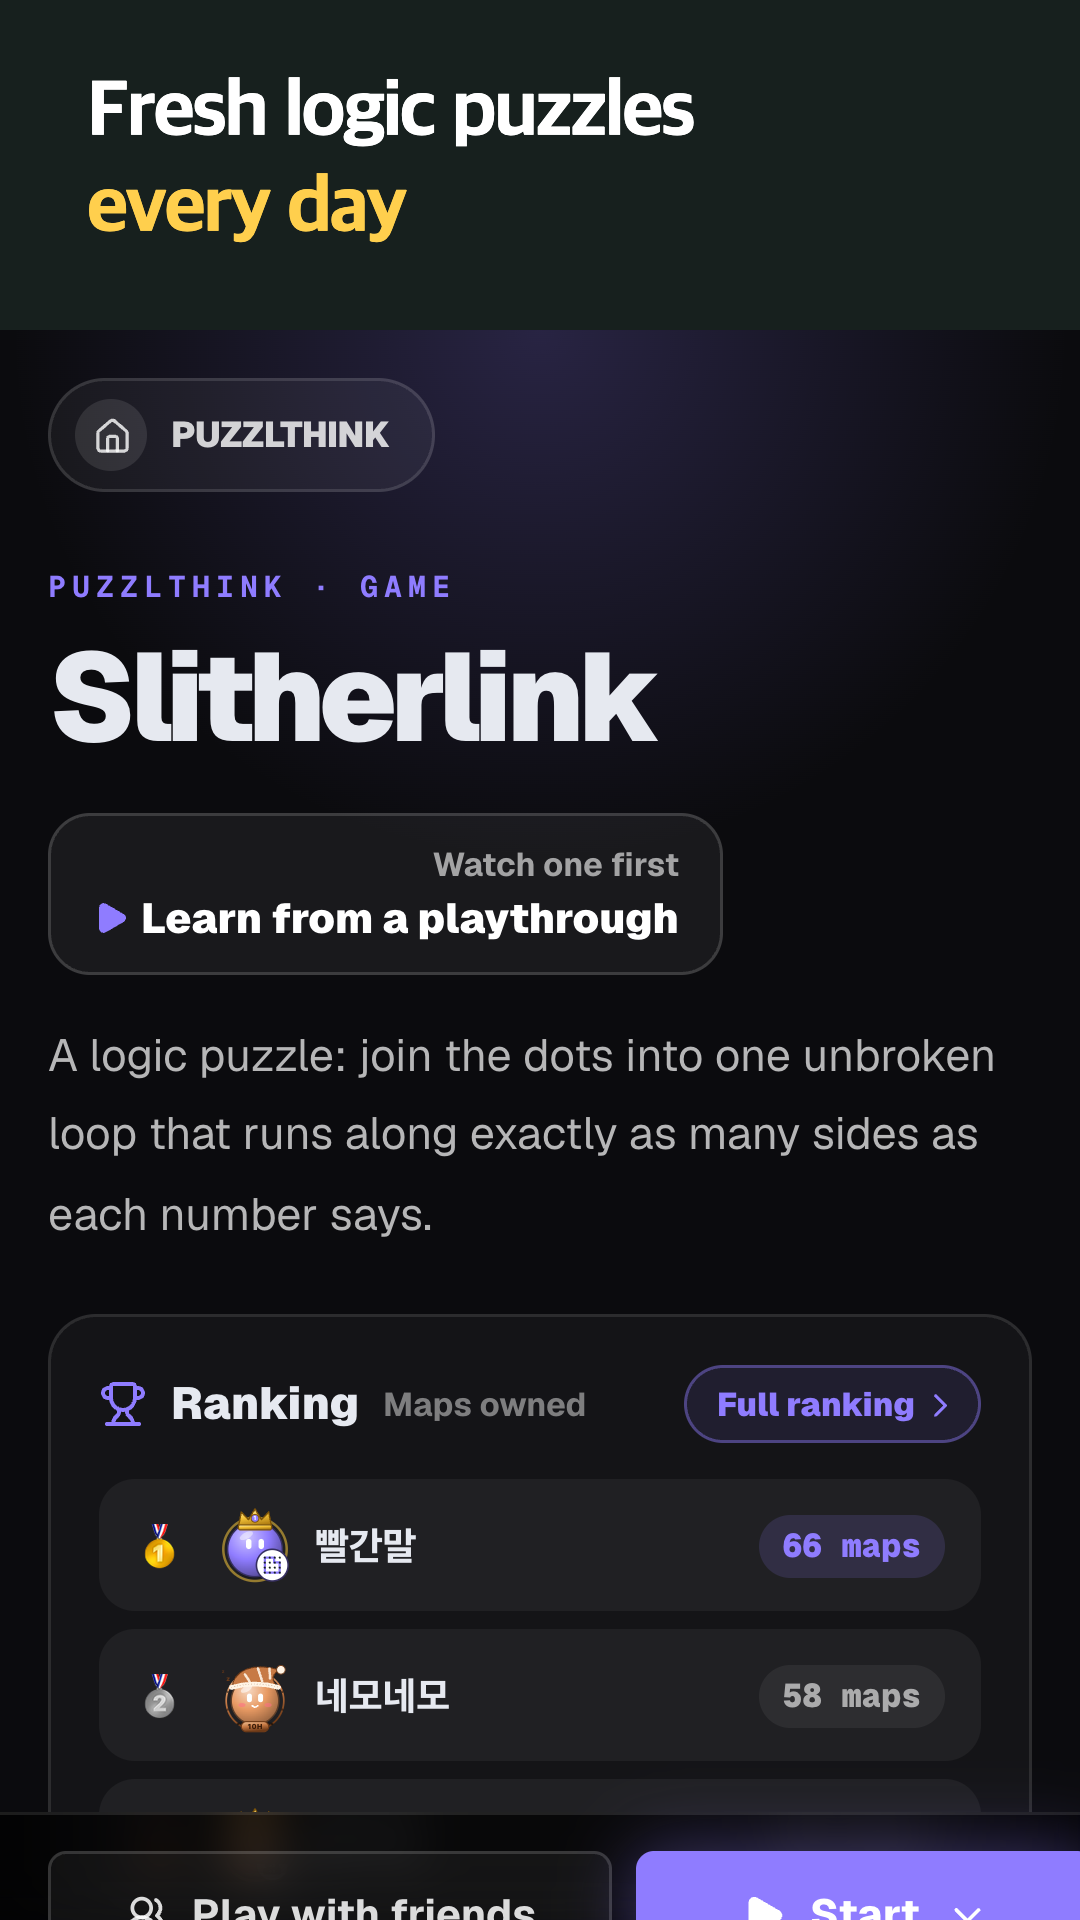 Fresh logic puzzles
every day
PUZZLTHINK
PUZZLTHINK · GAME
Slitherlink
Watch one first
Learn from a playthrough
A logic puzzle: join the dots into one unbroken
loop that runs along exactly as many sides as
each number says.
Ranking Maps owned Full ranking
1 빨간말 66 maps
2 네모네모 58 maps
10H
Play with friends Start